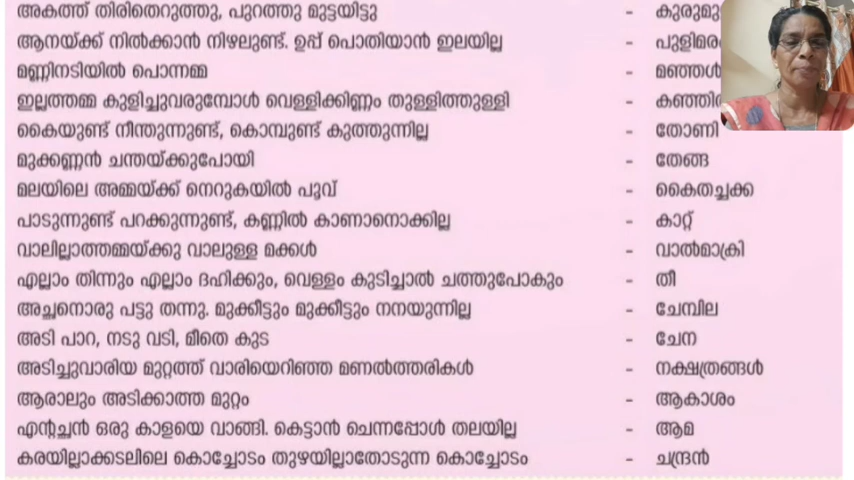 അകത്ത് തിരിതെറുത്തു, പുറത്തു മുട്ടയിട്ടു -
ആനയ്ക്ക് നിൽക്കാൻ നിഴലുണ്ട്. ഉപ്പ് പൊതിയാൻ ഇലയില്ല -
മണ്ണിനടിയിൽ പൊന്നമ്മ - മഞ്ഞൾ
ഇല്ലത്തമ്മ കുളിച്ചുവരുമ്പോൾ വെള്ളിക്കിണ്ണം തുള്ളിത്തുള്ളി -
കൈയുണ്ട് നീന്തുന്നുണ്ട്, കൊമ്പുണ്ട് കുത്തുന്നില്ല - തോണി
മുക്കണ്ണൻ ചന്തയ്ക്കുപോയി - തേങ്ങ
മലയിലെ അമ്മയ്ക്ക് നെറുകയിൽ പൂവ് - കൈതച്ചക്ക
പാടുന്നുണ്ട് പറക്കുന്നുണ്ട്, കണ്ണിൽ കാണാനൊക്കില്ല - കാറ്റ്
വാലില്ലാത്തമ്മയ്ക്കു വാലുള്ള മക്കൾ - വാൽമാക്രി
എല്ലാം തിന്നും എല്ലാം ദഹിക്കും, വെള്ളം കുടിച്ചാൽ ചത്തുപോകും - തീ
അച്ഛനൊരു പട്ടു തന്നു. മുക്കീട്ടും മുക്കീട്ടും നനയുന്നില്ല - ചേമ്പില
അടി പാറ, നടു വടി, മീതെ കുട - ചേന
അടിച്ചുവാരിയ മുറ്റത്ത് വാരിയെറിഞ്ഞ മണൽത്തരികൾ - നക്ഷത്രങ്ങൾ
ആരാലും അടിക്കാത്ത മുറ്റം - ആകാശം
എന്റച്ഛൻ ഒരു കാളയെ വാങ്ങി. കെട്ടാൻ ചെന്നപ്പോൾ തലയില്ല - ആമ
കരയില്ലാക്കടലിലെ കൊച്ചോടം തുഴയില്ലാതോടുന്ന കൊച്ചോടം - ചന്ദ്രൻ